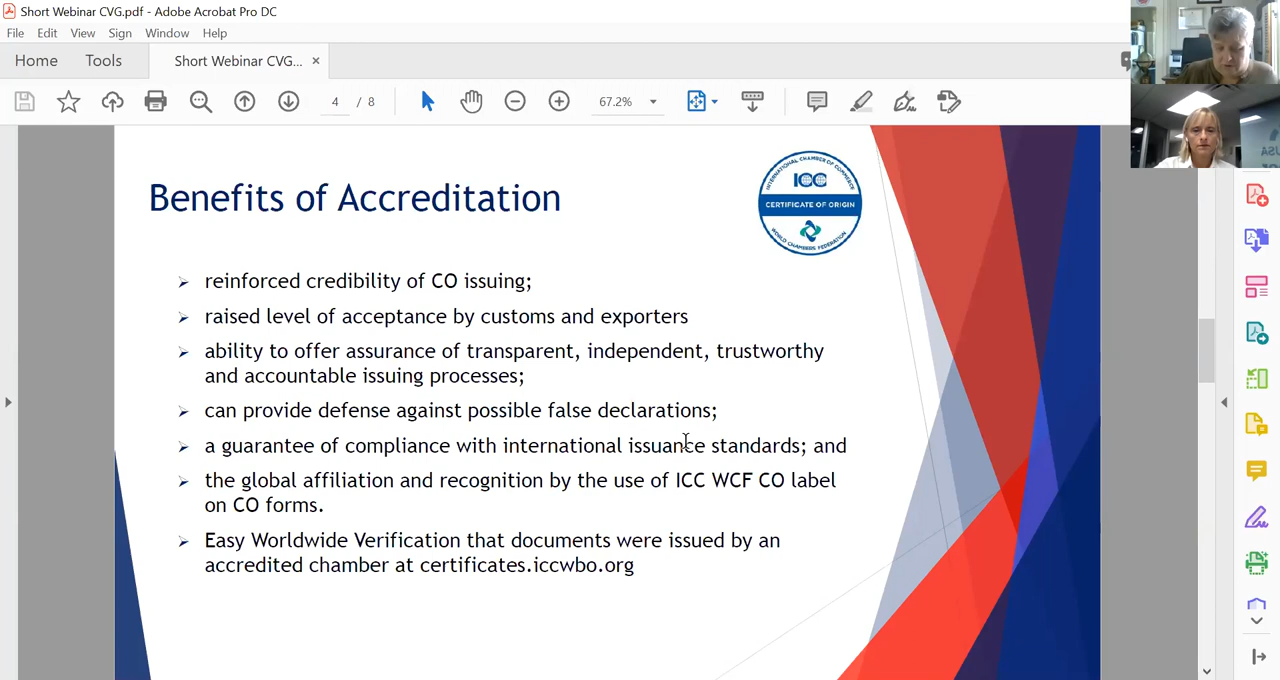 Short Webinar CVG.pdf - Adobe Acrobat Pro DC
File Edit View Sign Window Help
Home Tools Short Webinar CVG... ×
4 / 8 67.2%
INTERNATIONAL CHAMBER OF COMMERCE
ICC
CERTIFICATE OF ORIGIN
WORLD CHAMBERS FEDERATION
Benefits of Accreditation
➢ reinforced credibility of CO issuing;
➢ raised level of acceptance by customs and exporters
➢ ability to offer assurance of transparent, independent, trustworthy
and accountable issuing processes;
➢ can provide defense against possible false declarations;
➢ a guarantee of compliance with international issuance standards; and
➢ the global affiliation and recognition by the use of ICC WCF CO label
on CO forms.
➢ Easy Worldwide Verification that documents were issued by an
accredited chamber at certificates.iccwbo.org